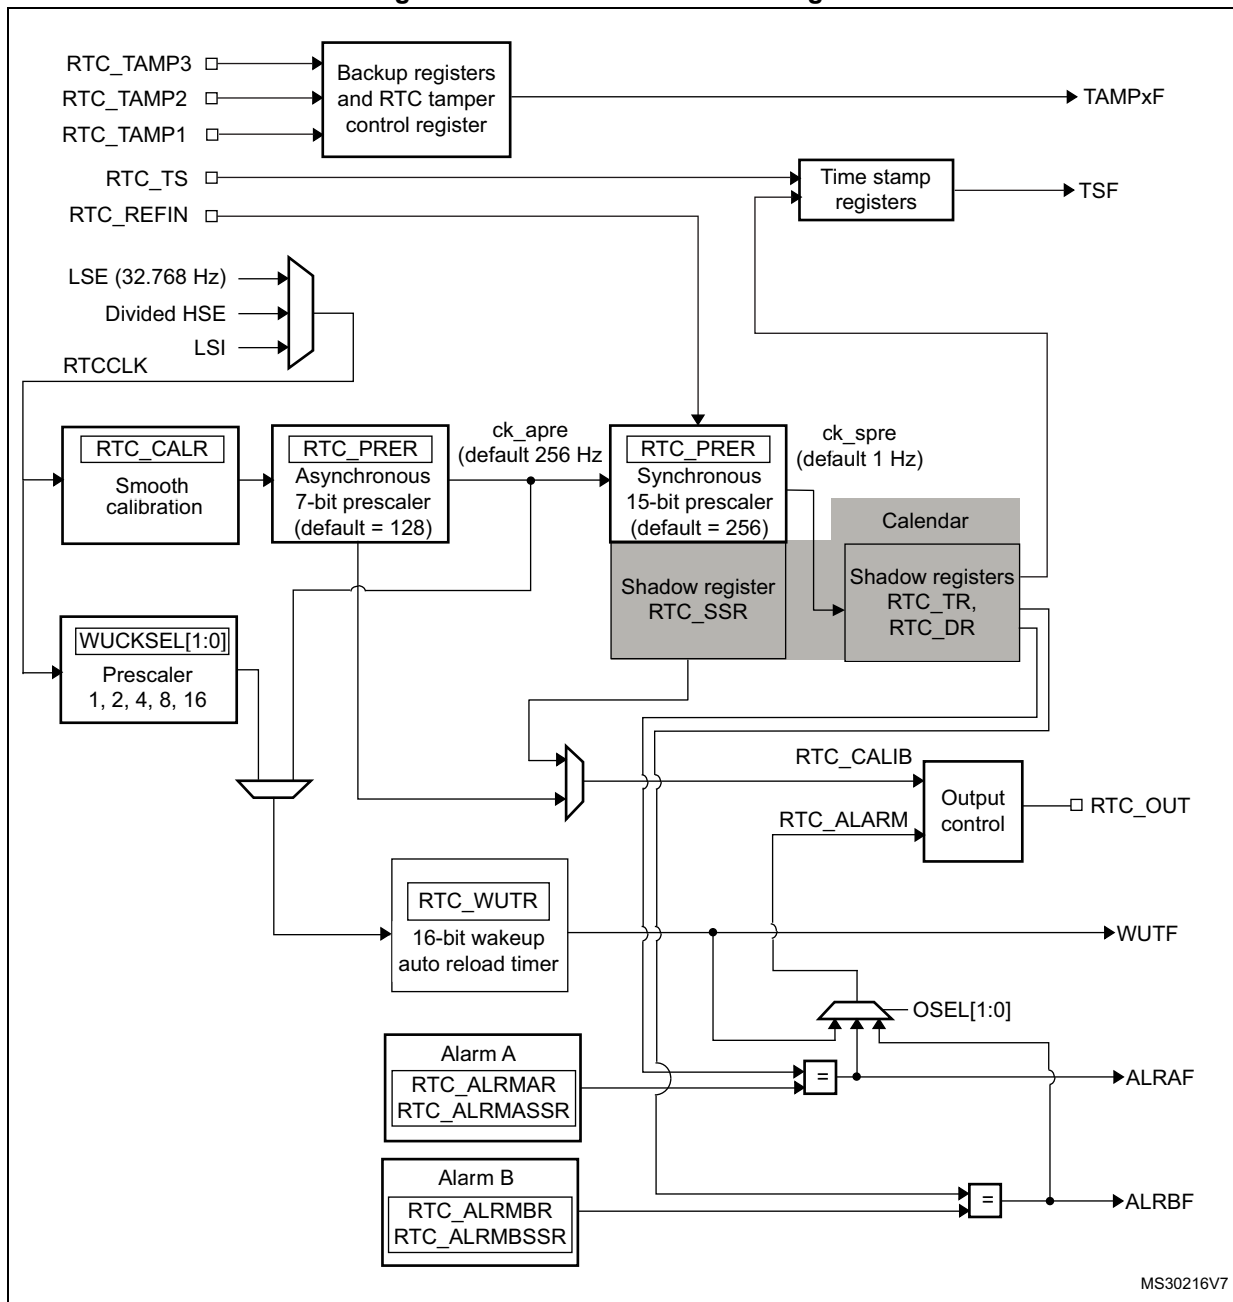 RTC_TAMP3
RTC_TAMP2
RTC_TAMP1
Backup registers
and RTC tamper
control register
TAMPxF
RTC_TS
RTC_REFIN
Time stamp
registers
TSF
LSE (32.768 Hz)
Divided HSE
LSI
RTCCLK
RTC_CALR
Smooth
calibration
RTC_PRER
Asynchronous
7-bit prescaler
(default = 128)
ck_apre
(default 256 Hz
RTC_PRER
Synchronous
15-bit prescaler
(default = 256)
ck_spre
(default 1 Hz)
Calendar
Shadow register
RTC_SSR
Shadow registers
RTC_TR,
RTC_DR
WUCKSEL[1:0]
Prescaler
1, 2, 4, 8, 16
RTC_CALIB
RTC_ALARM
Output
control
RTC_OUT
RTC_WUTR
16-bit wakeup
auto reload timer
WUTF
OSEL[1:0]
Alarm A
RTC_ALRMAR
RTC_ALRMASSR
=
ALRAF
Alarm B
RTC_ALRMBR
RTC_ALRMBSSR
=
ALRBF
MS30216V7